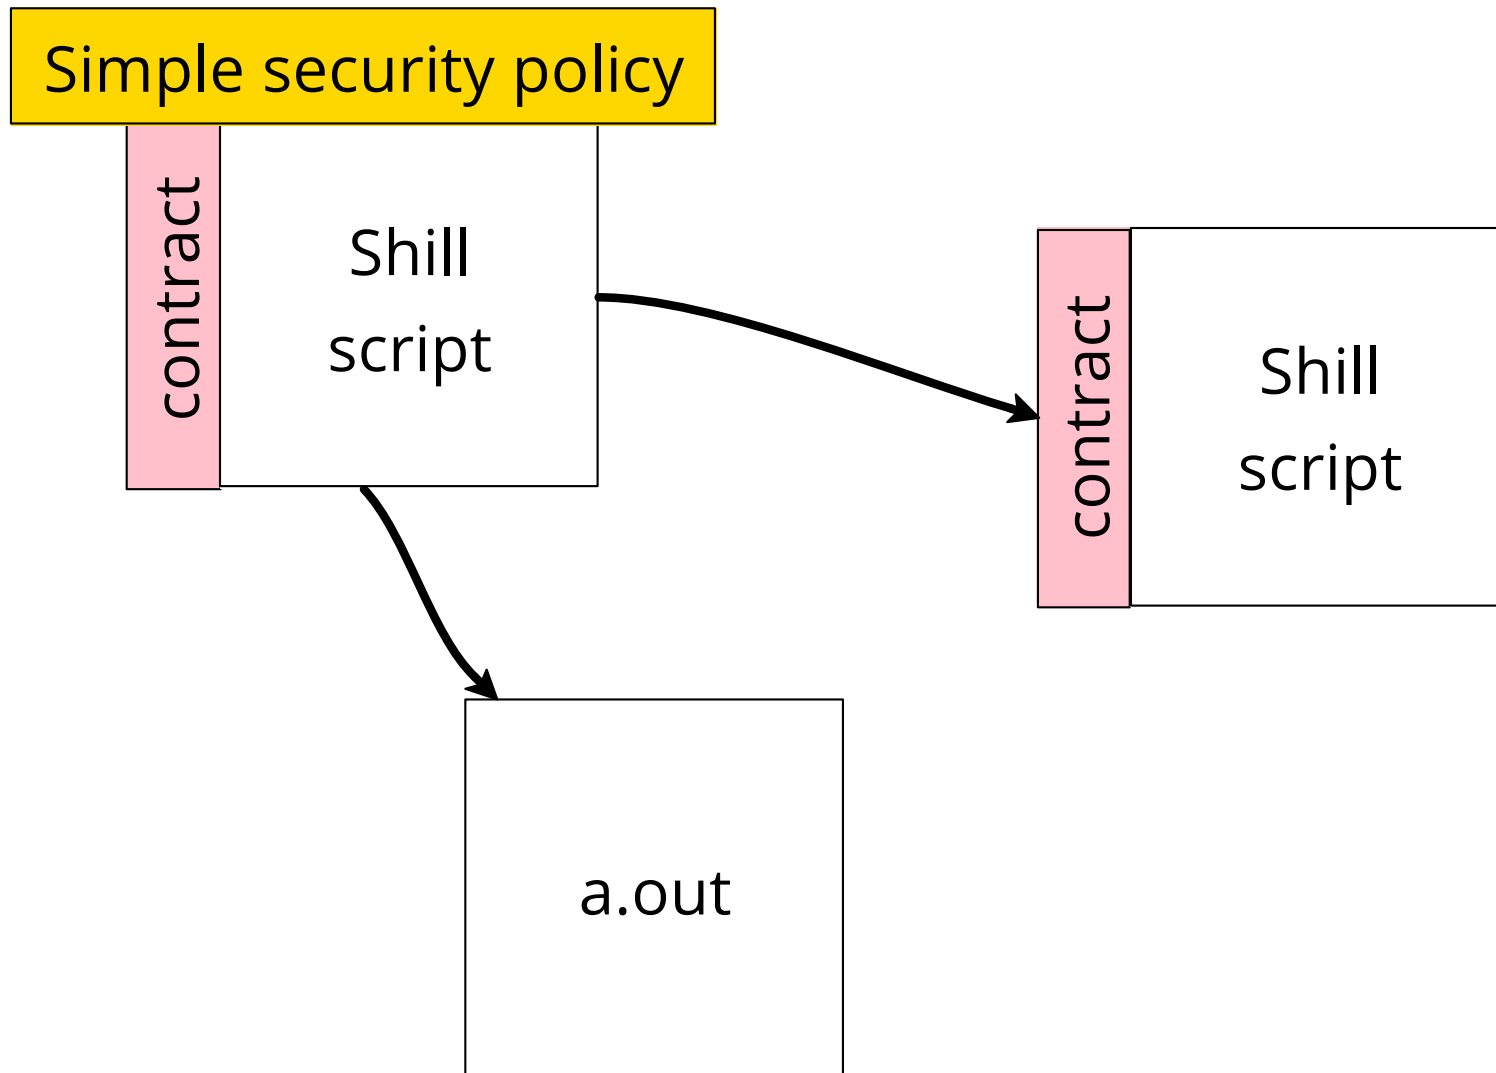 Simple security policy
contract
Shill
script
contract
Shill
script
a.out